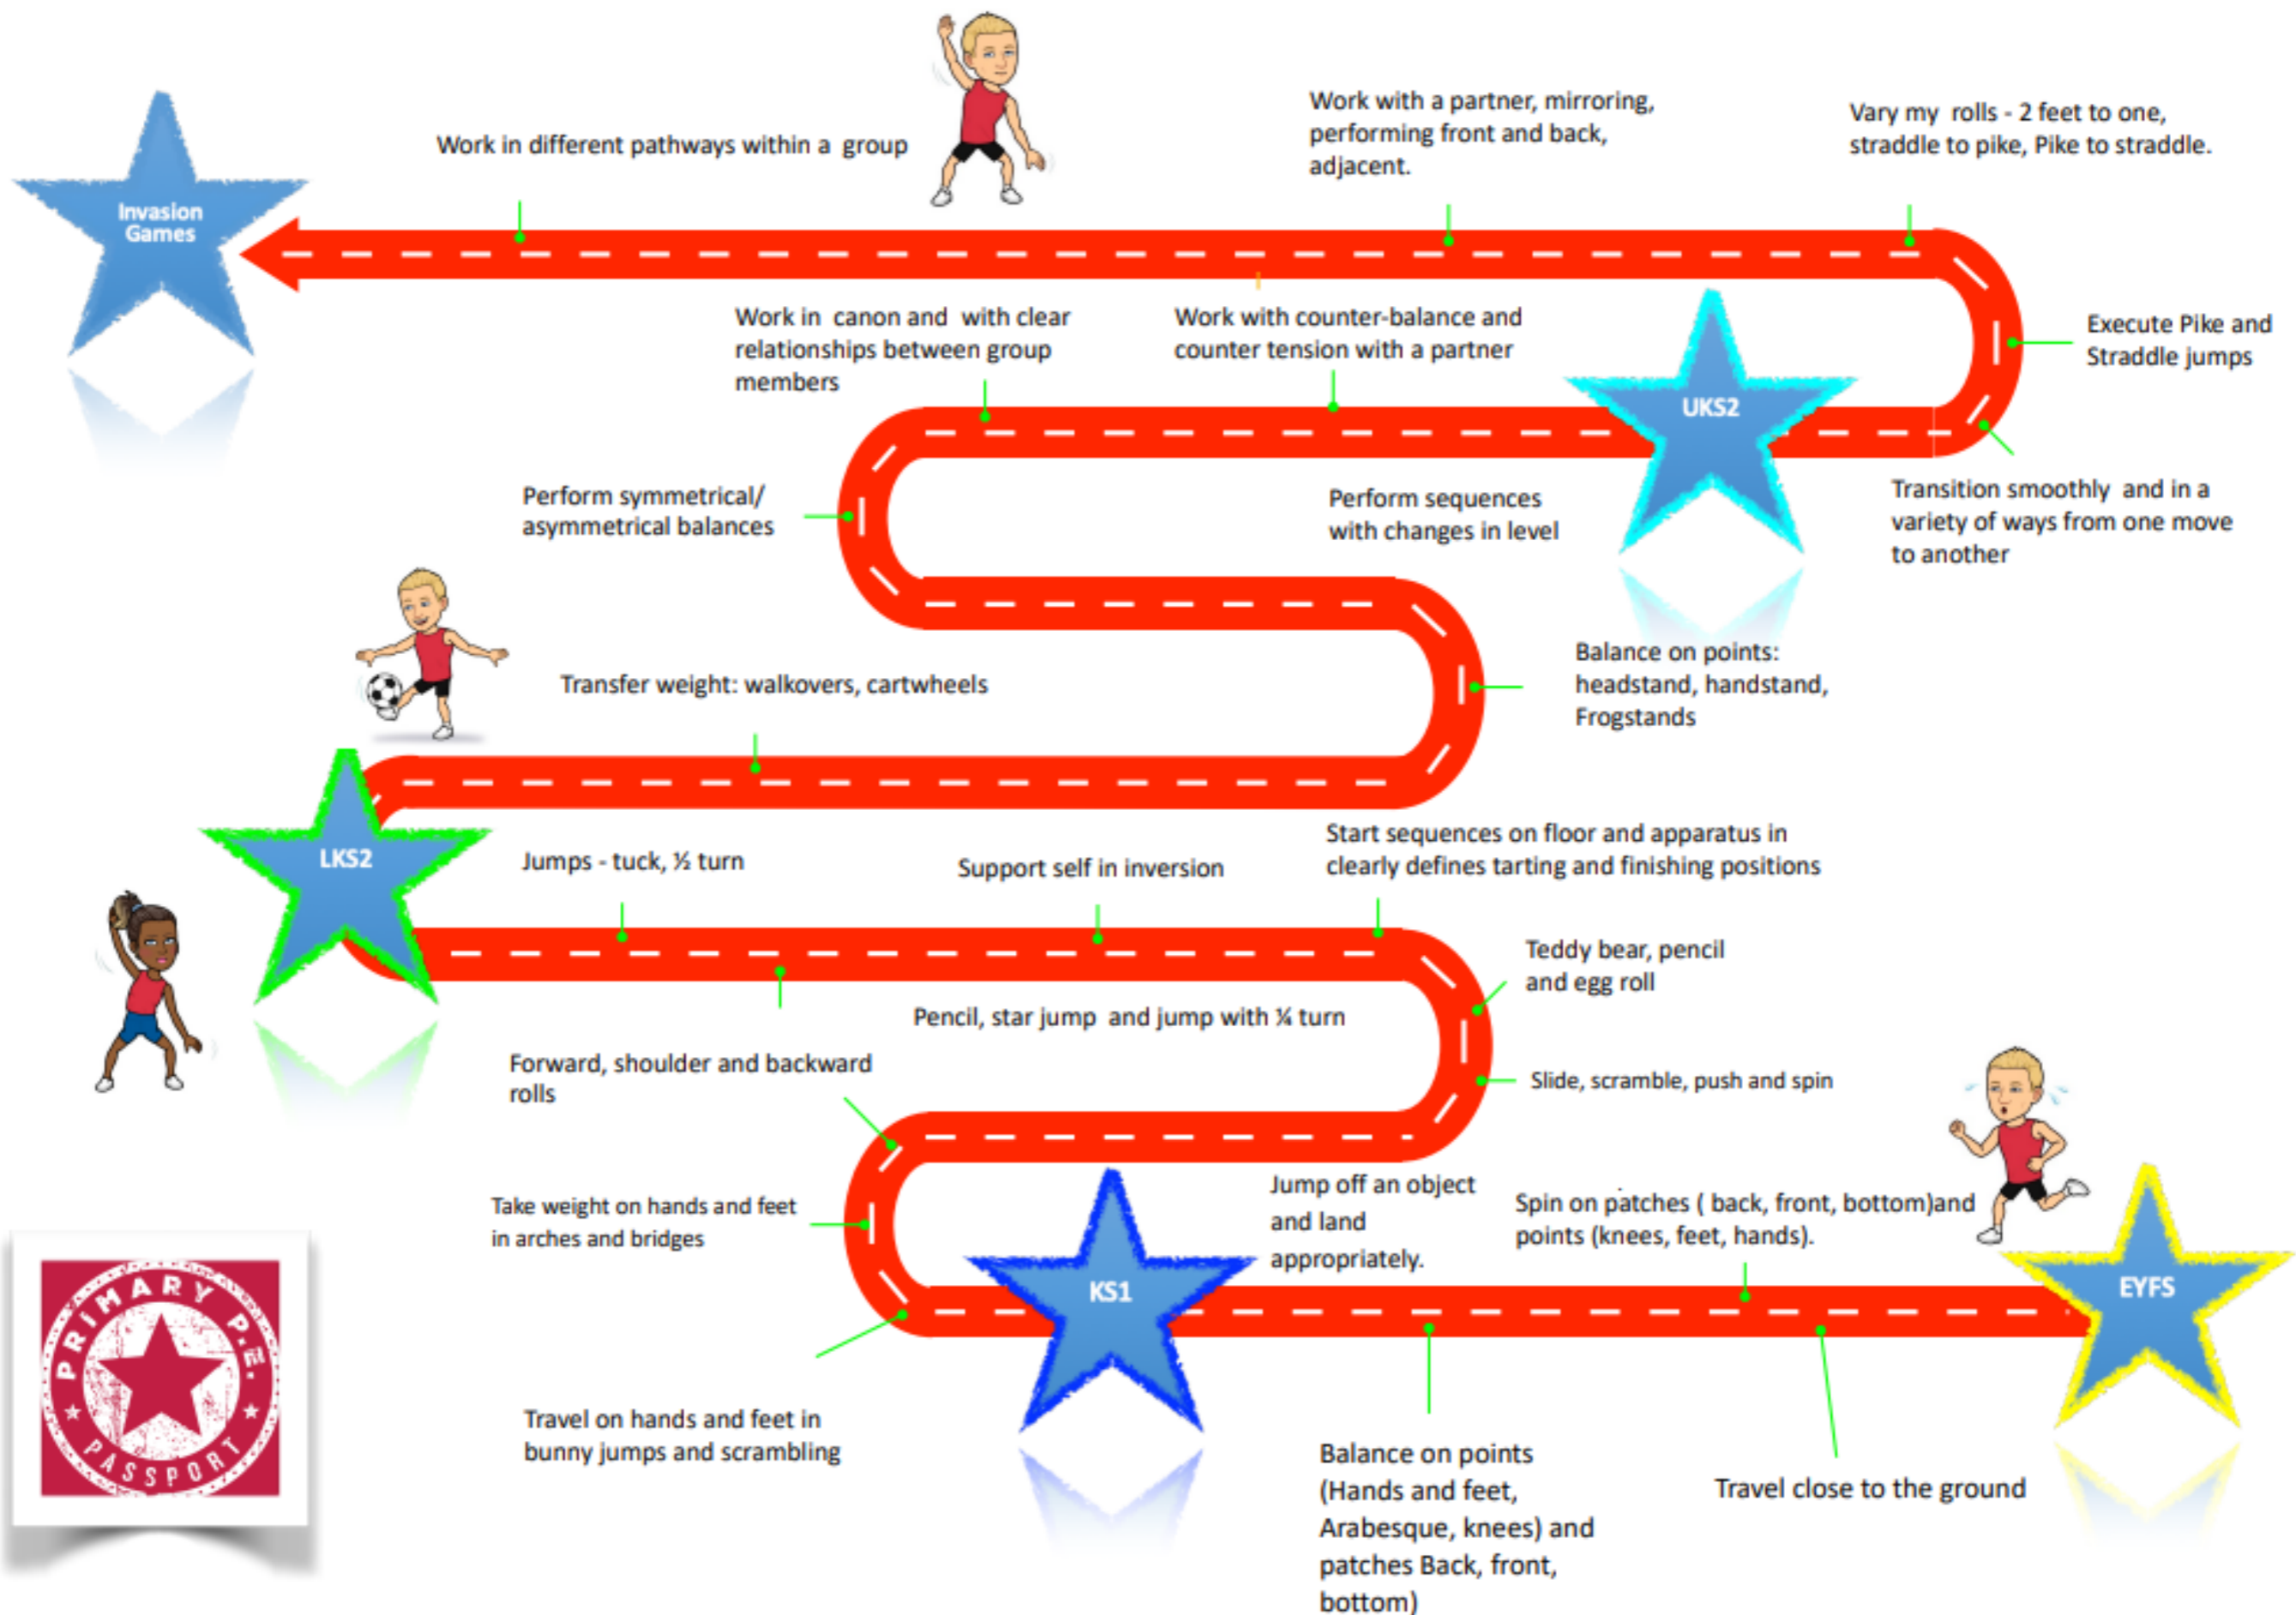 Work in different pathways within a  group
Work with a partner, mirroring,
performing front and back,
adjacent.
Vary my  rolls - 2 feet to one,
straddle to pike, Pike to straddle.
Invasion
Games
Work in  canon and  with clear
relationships between group
members
Work with counter-balance and
counter tension with a partner
UKS2
Execute Pike and
Straddle jumps
Perform symmetrical/
asymmetrical balances
Perform sequences
with changes in level
Transition smoothly  and in a
variety of ways from one move
to another
Transfer weight: walkovers, cartwheels
Balance on points:
headstand, handstand,
Frogstands
LKS2
Jumps - tuck, ½ turn
Support self in inversion
Start sequences on floor and apparatus in
clearly defines tarting and finishing positions
Teddy bear, pencil
and egg roll
Pencil, star jump  and jump with ¼ turn
Forward, shoulder and backward
rolls
Slide, scramble, push and spin
Take weight on hands and feet
in arches and bridges
KS1
Jump off an object
and land
appropriately.
Spin on patches ( back, front, bottom)and
points (knees, feet, hands).
EYFS
PRIMARY P.E.
PASSPORT
Travel on hands and feet in
bunny jumps and scrambling
Balance on points
(Hands and feet,
Arabesque, knees) and
patches Back, front,
bottom)
Travel close to the ground